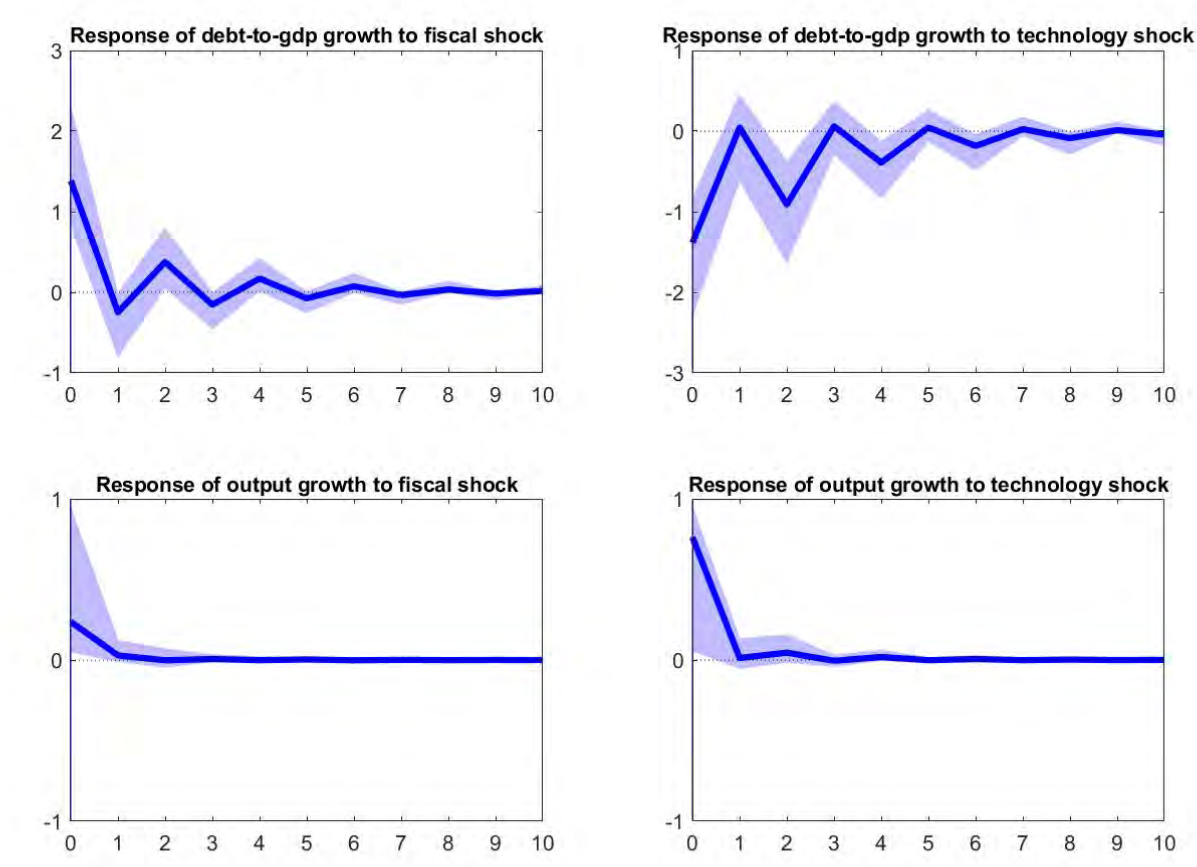 Response of debt-to-gdp growth to fiscal shock
3
2
1
0
-1
0 1 2 3 4 5 6 7 8 9 10
Response of debt-to-gdp growth to technology shock
1
0
-1
-2
-3
0 1 2 3 4 5 6 7 8 9 10
Response of output growth to fiscal shock
1
0
-1
0 1 2 3 4 5 6 7 8 9 10
Response of output growth to technology shock
1
0
-1
0 1 2 3 4 5 6 7 8 9 10